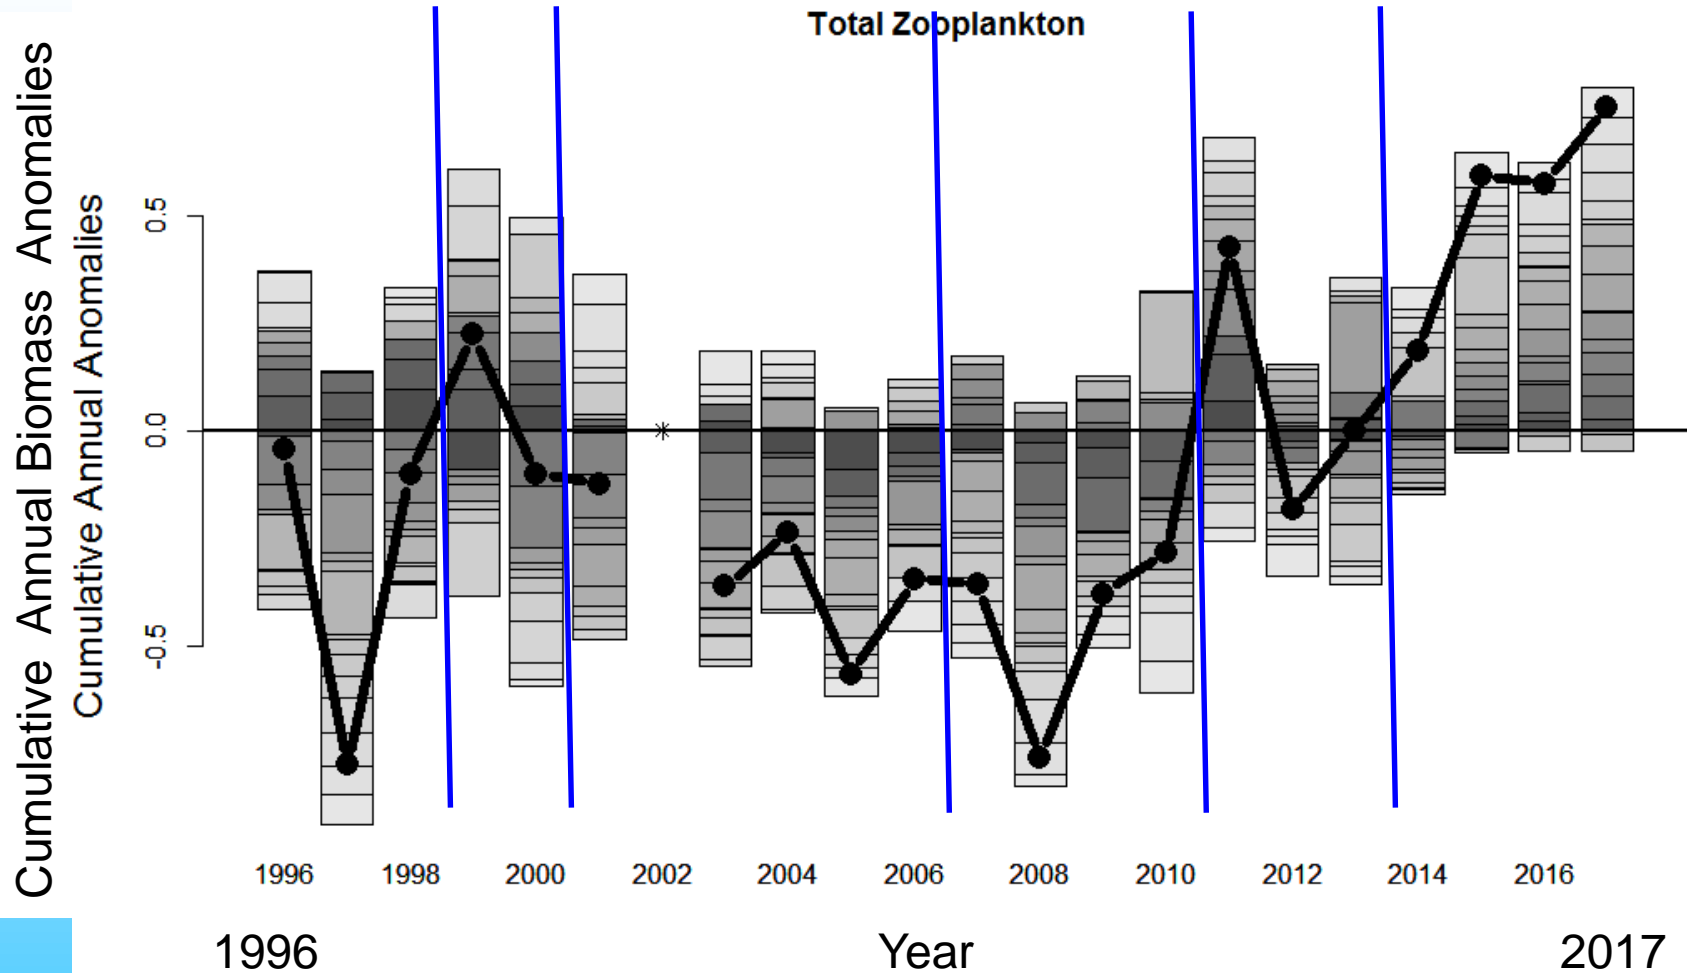 Total Zooplankton
Cumulative Annual Biomass Anomalies
Cumulative Annual Anomalies
0.5
0.0
-0.5
1996 1998 2000 2002 2004 2006 2008 2010 2012 2014 2016
1996 Year 2017